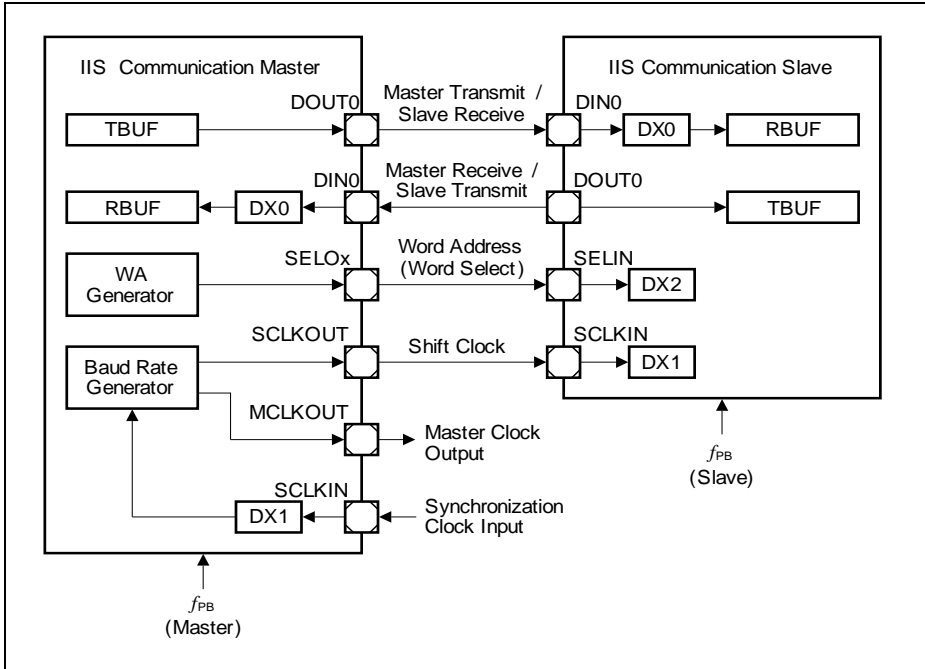 IIS Communication Master
IIS Communication Slave
DOUT0
Master Transmit /
Slave Receive
DIN0
TBUF
DX0
RBUF
DIN0
Master Receive /
Slave Transmit
DOUT0
RBUF
DX0
TBUF
SELOx
Word Address
(Word Select)
SELIN
WA
Generator
DX2
SCLKOUT
Shift Clock
SCLKIN
Baud Rate
Generator
DX1
MCLKOUT
Master Clock
Output
fPB
(Slave)
SCLKIN
DX1
Synchronization
Clock Input
fPB
(Master)